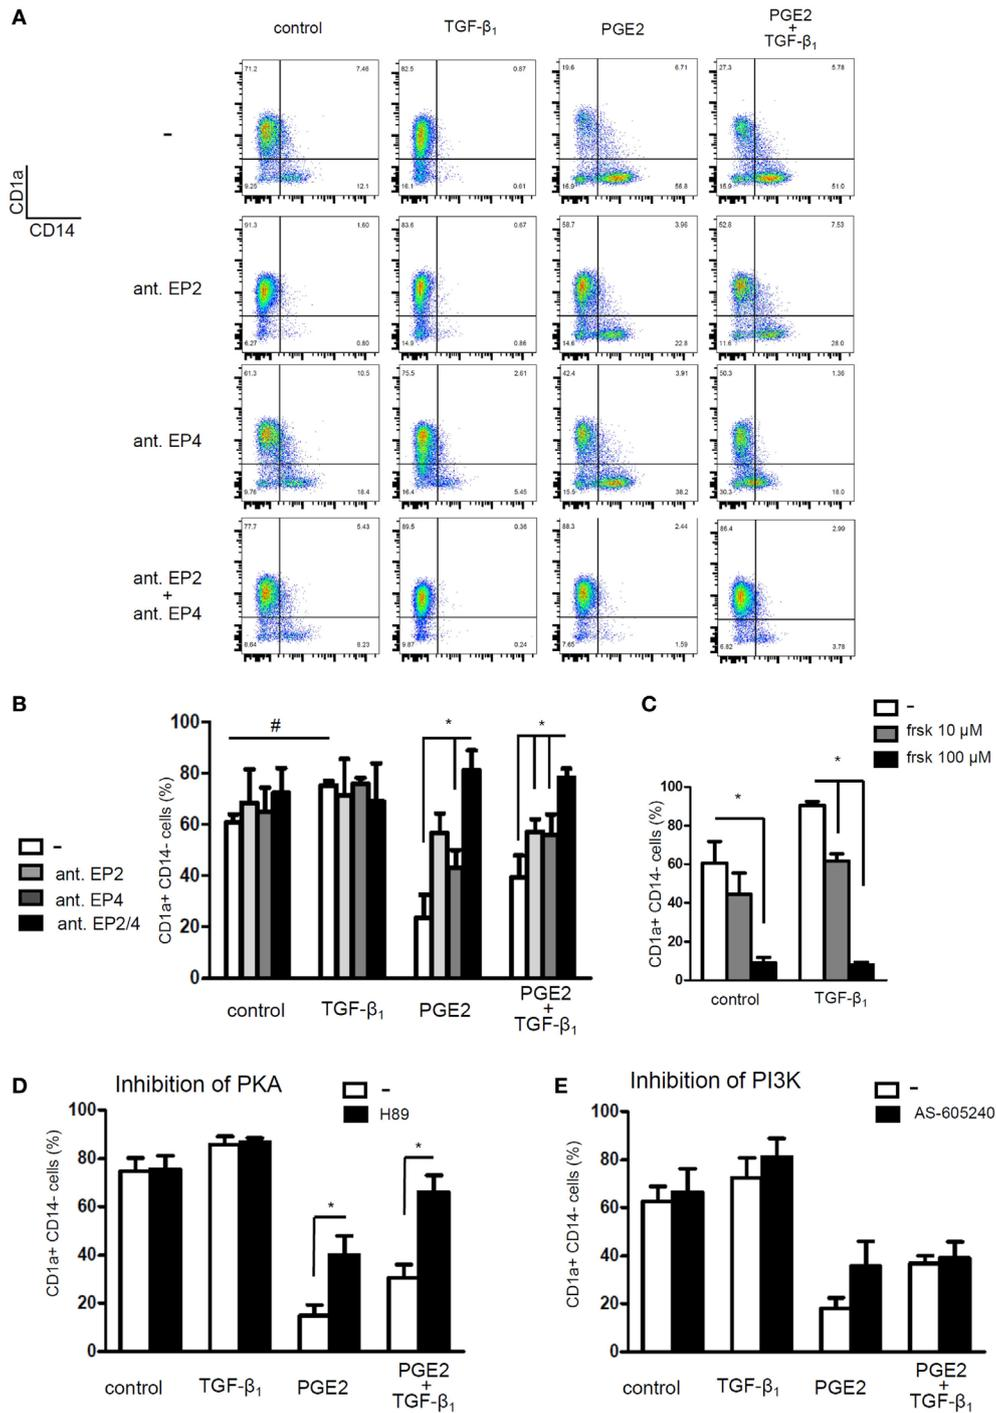 A
control
TGF-β1
PGE2
PGE2
+
TGF-β1
71.2 7.46
9.25 12.1
82.5 0.87
16.1 0.61
19.6 6.71
16.9 56.8
27.3 5.78
15.9 51.0
–
CD1a
CD14
91.3 1.60
6.27 0.80
83.6 0.67
14.9 0.86
58.7 3.96
14.6 22.8
52.8 7.53
11.6 28.0
ant. EP2
61.3 10.5
9.76 18.4
75.5 2.61
16.4 5.45
42.4 3.91
15.5 38.2
50.3 1.36
30.3 18.0
ant. EP4
77.7 5.43
8.64 8.23
89.5 0.36
9.87 0.24
88.3 2.44
7.65 1.59
86.4 2.99
6.82 3.78
ant. EP2
+
ant. EP4
B
CD1a+ CD14- cells (%)
100
80
60
40
20
0
#
*
*
–
ant. EP2
ant. EP4
ant. EP2/4
control
TGF-β1
PGE2
PGE2
+
TGF-β1
C
–
frsk 10 µM
frsk 100 µM
CD1a+ CD14- cells (%)
100
80
60
40
20
0
*
*
control
TGF-β1
D
Inhibition of PKA
–
H89
CD1a+ CD14- cells (%)
100
80
60
40
20
0
*
*
control
TGF-β1
PGE2
PGE2
+
TGF-β1
E
Inhibition of PI3K
–
AS-605240
CD1a+ CD14- cells (%)
100
80
60
40
20
0
control
TGF-β1
PGE2
PGE2
+
TGF-β1